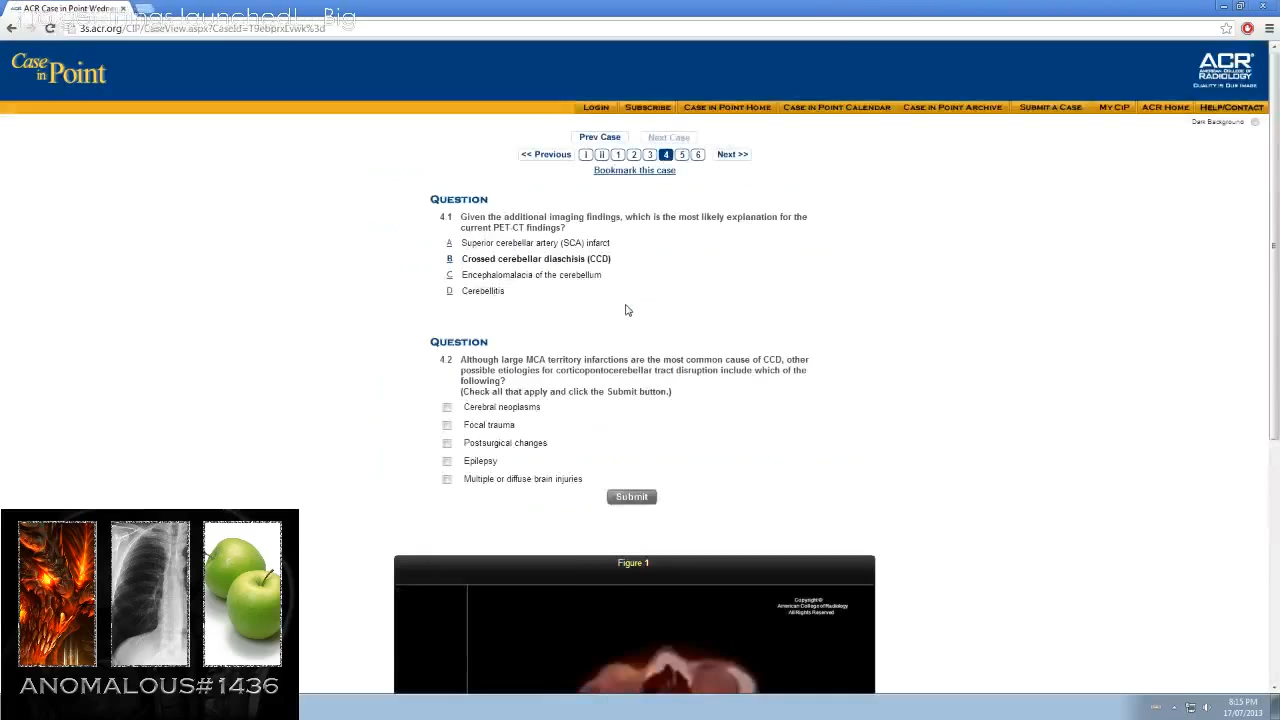 ACR Case in Point Wedn
Things launched! Big
3s.acr.org/CIP/CaseView.aspx?CaseId=
Case in Point
ACR
AMERICAN COLLEGE OF RADIOLOGY
QUALITY IS OUR IMAGE
LOGIN SUBSCRIBE CASE IN POINT HOME CASE IN POINT CALENDAR CASE IN POINT ARCHIVE SUBMIT A CASE MY CIP ACR HOME HELP/CONTACT
Dark Background
Prev Case Next Case
<< Previous I II 1 2 3 4 5 6 Next >>
Bookmark this case
QUESTION
4.1 Given the additional imaging findings, which is the most likely explanation for the
current PET-CT findings?
A Superior cerebellar artery (SCA) infarct
B Crossed cerebellar diaschisis (CCD)
C Encephalomalacia of the cerebellum
D Cerebellitis
QUESTION
4.2 Although large MCA territory infarctions are the most common cause of CCD, other
possible etiologies for corticopontocerebellar tract disruption include which of the
following?
(Check all that apply and click the Submit button.)
Cerebral neoplasms
Focal trauma
Postsurgical changes
Epilepsy
Multiple or diffuse brain injuries
Submit
Figure 1
Copyright ©
American College of Radiology
All Rights Reserved
ANOMALOUS#1436
8:15 PM
17/07/2013